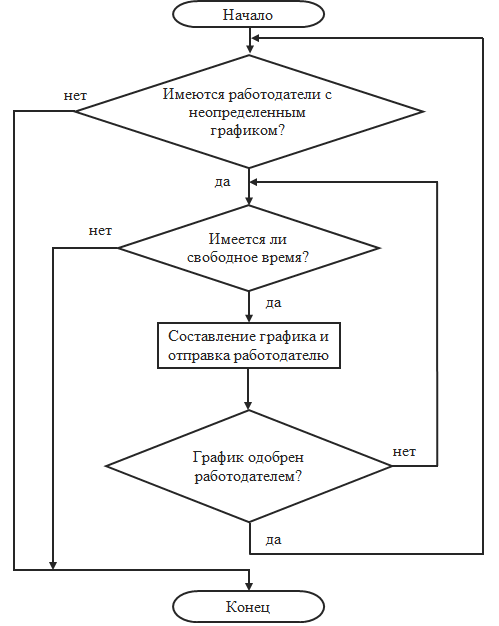 Начало
нет
Имеются работодатели с
неопределенным
графиком?
да
нет
Имеется ли
свободное время?
да
Составление графика и
отправка работодателю
График одобрен
работодателем?
нет
да
Конец